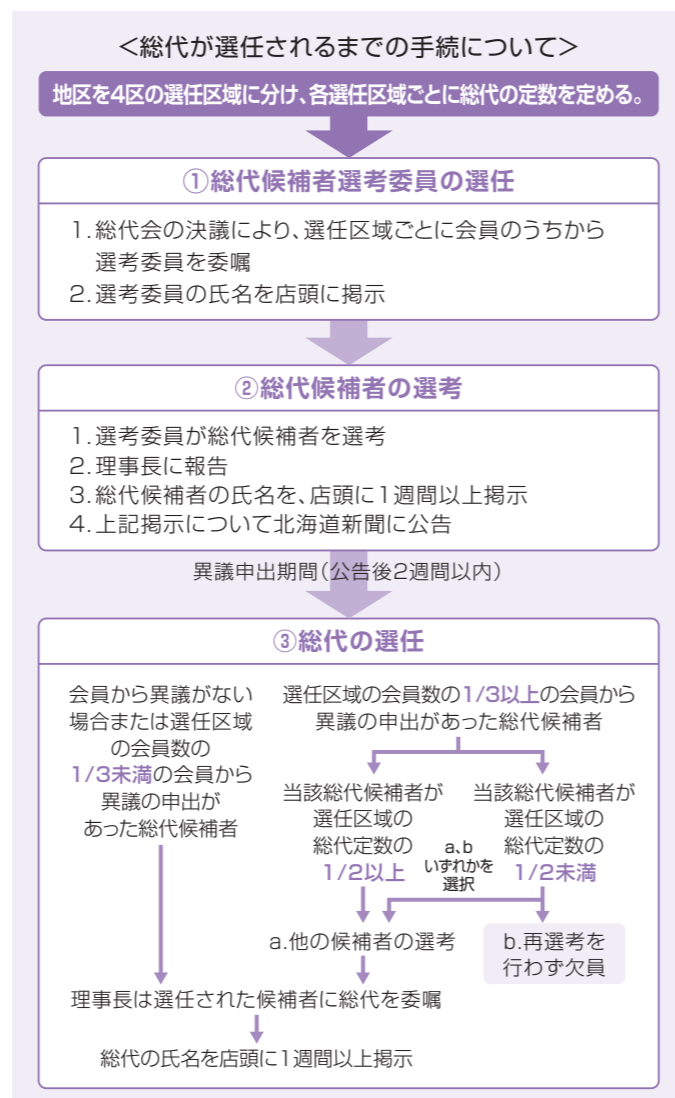 ＜総代が選任されるまでの手続について＞
地区を4区の選任区域に分け、各選任区域ごとに総代の定数を定める。
①総代候補者選考委員の選任
1.総代会の決議により、選任区域ごとに会員のうちから
選考委員を委嘱
2.選考委員の氏名を店頭に掲示
②総代候補者の選考
1.選考委員が総代候補者を選考
2.理事長に報告
3.総代候補者の氏名を、店頭に1週間以上掲示
4.上記掲示について北海道新聞に公告
異議申出期間（公告後2週間以内）
③総代の選任
会員から異議がない
場合または選任区域
の会員数の
1/3未満の会員から
異議の申出が
あった総代候補者
選任区域の会員数の1/3以上の会員から
異議の申出があった総代候補者
当該総代候補者が
選任区域の
総代定数の
1/2以上
当該総代候補者が
選任区域の
総代定数の
1/2未満
a、b
いずれかを
選択
a.他の候補者の選考
b.再選考を
行わず欠員
理事長は選任された候補者に総代を委嘱
総代の氏名を店頭に1週間以上掲示